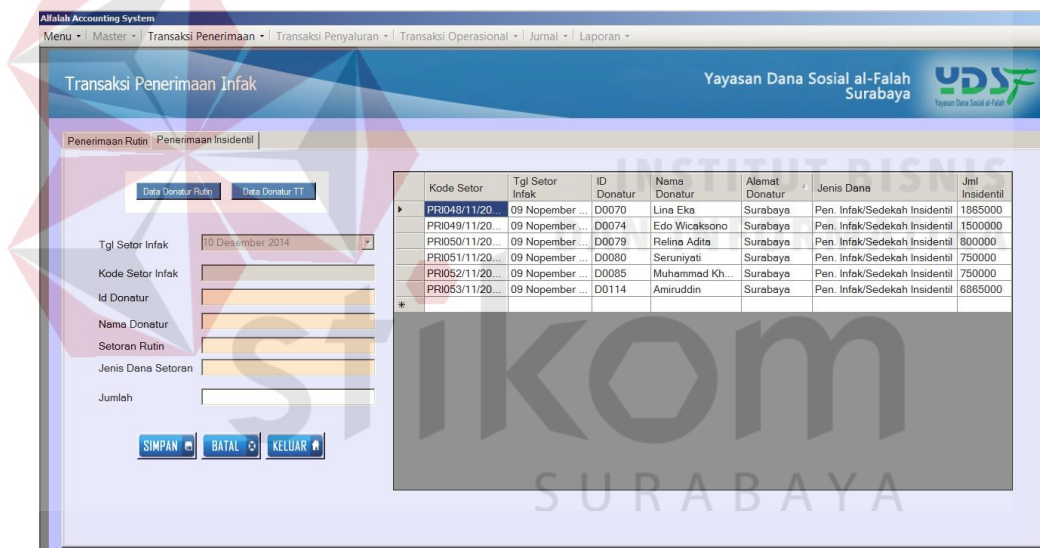 Alfalah Accounting System
Menu Master Transaksi Penerimaan Transaksi Penyaluran Transaksi Operasional Jurnal Laporan
Transaksi Penerimaan Infak
Yayasan Dana Sosial al-Falah
Surabaya
YDSF
Yayasan Dana Sosial al-Falah
Penerimaan Rutin Penerimaan Insidentil
INSTITUT BISNIS
Data Donatur Rutin Data Donatur TT
Kode Setor Tgl Setor Infak ID Donatur Nama Donatur Alamat Donatur Jenis Dana Jml Insidentil
PRI048/11/20... 09 Nopember ... D0070 Lina Eka Surabaya Pen. Infak/Sedekah Insidentil 1865000
PRI049/11/20... 09 Nopember ... D0074 Edo Wicaksono Surabaya Pen. Infak/Sedekah Insidentil 1500000
PRI050/11/20... 09 Nopember ... D0079 Relina Adita Surabaya Pen. Infak/Sedekah Insidentil 800000
PRI051/11/20... 09 Nopember ... D0080 Seruniyati Surabaya Pen. Infak/Sedekah Insidentil 750000
PRI052/11/20... 09 Nopember ... D0085 Muhammad Kh... Surabaya Pen. Infak/Sedekah Insidentil 750000
PRI053/11/20... 09 Nopember ... D0114 Amiruddin Surabaya Pen. Infak/Sedekah Insidentil 6865000
Tgl Setor Infak 10 Desember 2014
Kode Setor Infak
Id Donatur
Nama Donatur
Setoran Rutin
Jenis Dana Setoran
Jumlah
SIMPAN BATAL KELUAR
stikom
SURABAYA